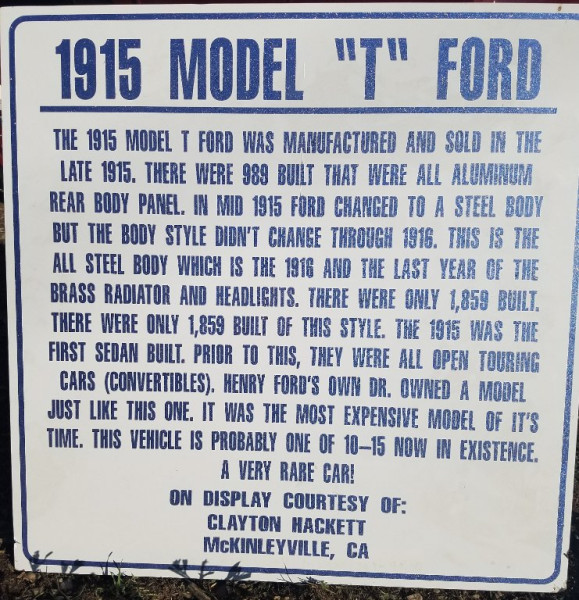 1915 MODEL "T" FORD
THE 1915 MODEL T FORD WAS MANUFACTURED AND SOLD IN THE
LATE 1915. THERE WERE 989 BUILT THAT WERE ALL ALUMINUM
REAR BODY PANEL. IN MID 1915 FORD CHANGED TO A STEEL BODY
BUT THE BODY STYLE DIDN'T CHANGE THROUGH 1916. THIS IS THE
ALL STEEL BODY WHICH IS THE 1916 AND THE LAST YEAR OF THE
BRASS RADIATOR AND HEADLIGHTS. THERE WERE ONLY 1,859 BUILT.
THERE WERE ONLY 1,859 BUILT OF THIS STYLE. THE 1915 WAS THE
FIRST SEDAN BUILT. PRIOR TO THIS, THEY WERE ALL OPEN TOURING
CARS (CONVERTIBLES). HENRY FORD'S OWN DR. OWNED A MODEL
JUST LIKE THIS ONE. IT WAS THE MOST EXPENSIVE MODEL OF IT'S
TIME. THIS VEHICLE IS PROBABLY ONE OF 10–15 NOW IN EXISTENCE.
A VERY RARE CAR!
ON DISPLAY COURTESY OF:
CLAYTON HACKETT
McKINLEYVILLE, CA